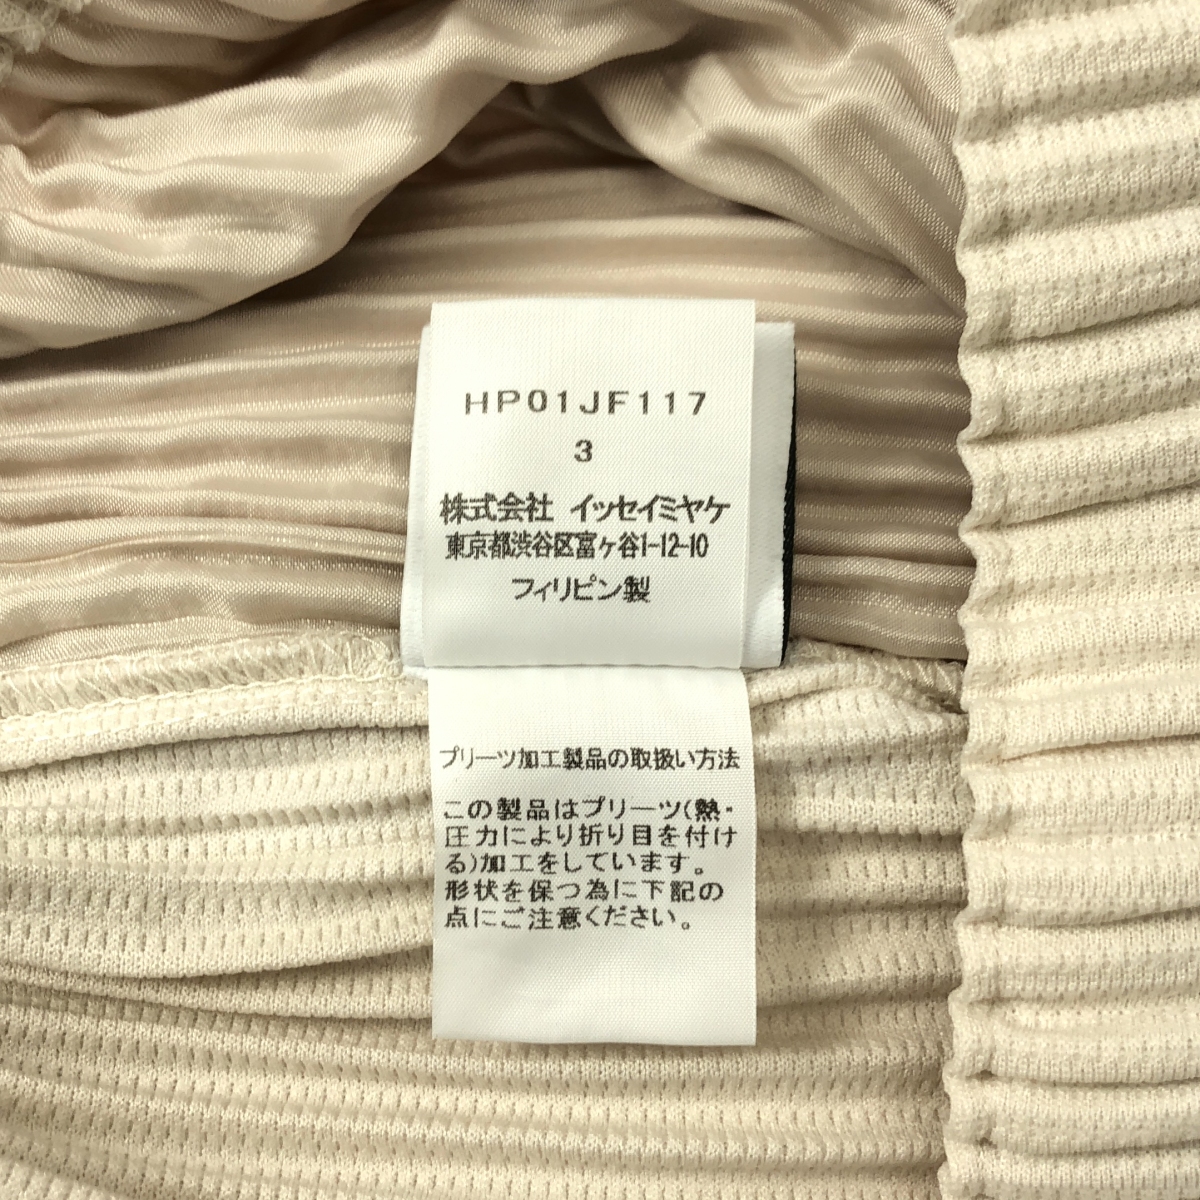 HP01JF117
3
株式会社 イッセイミヤケ
東京都渋谷区富ヶ谷1-12-10
フィリピン製
プリーツ加工製品の取扱い方法
この製品はプリーツ(熱・
圧力により折り目を付け
る)加工をしています。
形状を保つ為に下記の
点にご注意ください。